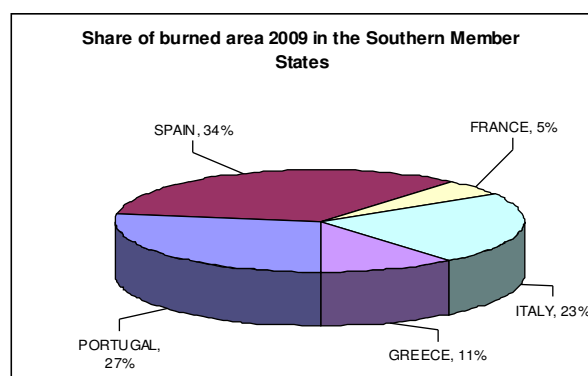 Share of burned area 2009 in the Southern Member
States
SPAIN, 34%
FRANCE, 5%
ITALY, 23%
PORTUGAL,
27%
GREECE, 11%